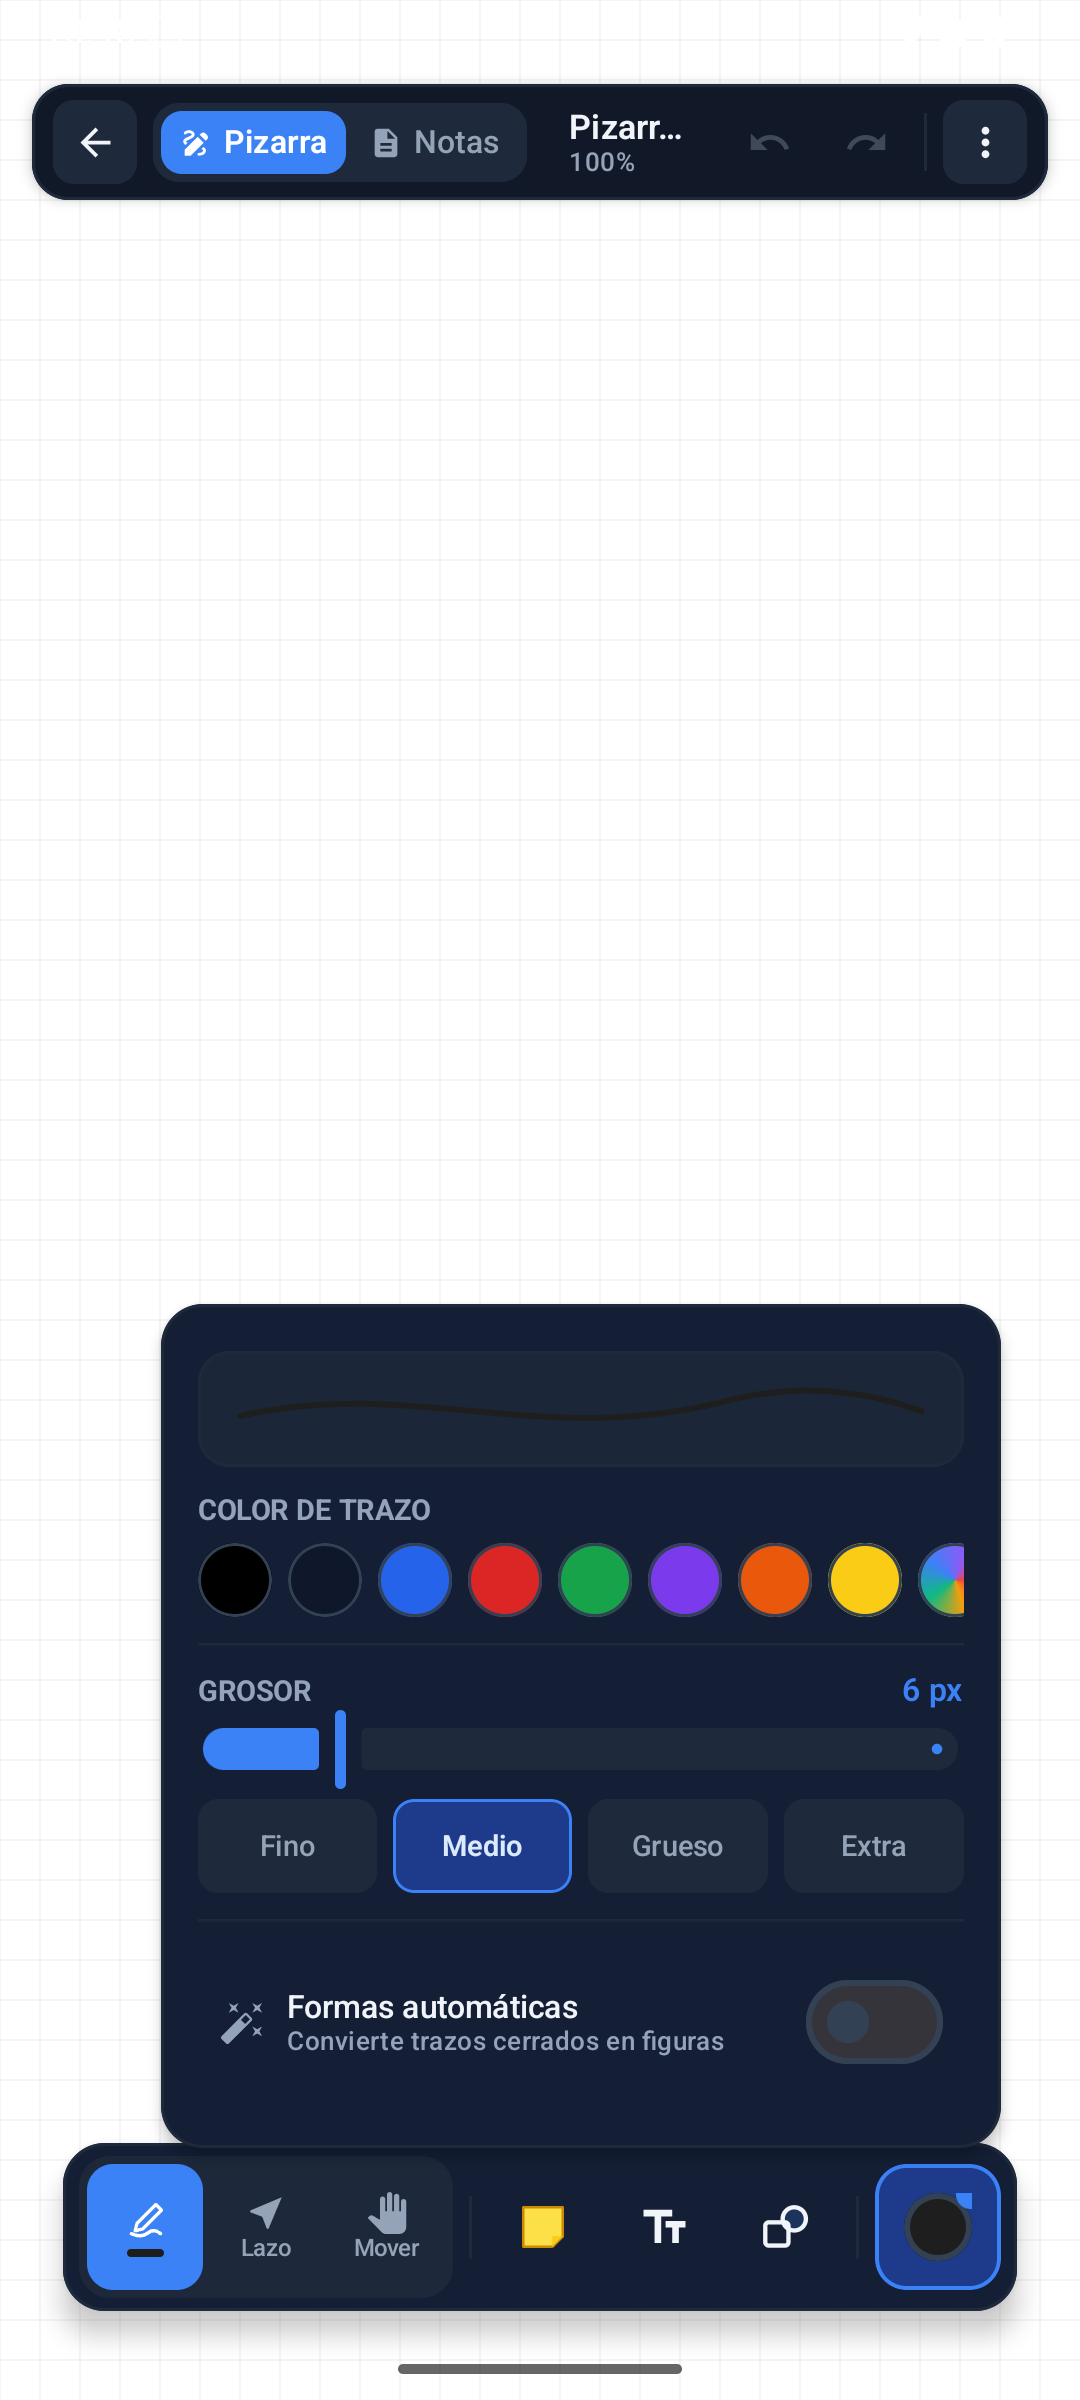 Pizarra
Notas
Pizarr...
100%
COLOR DE TRAZO
GROSOR
6 px
Fino
Medio
Grueso
Extra
Formas automáticas
Convierte trazos cerrados en figuras
Lazo
Mover